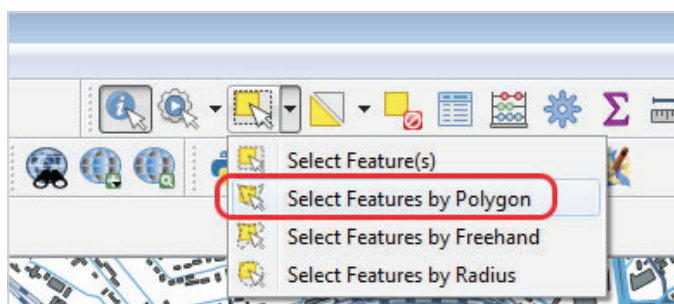 Select Feature(s)
Select Features by Polygon
Select Features by Freehand
Select Features by Radius